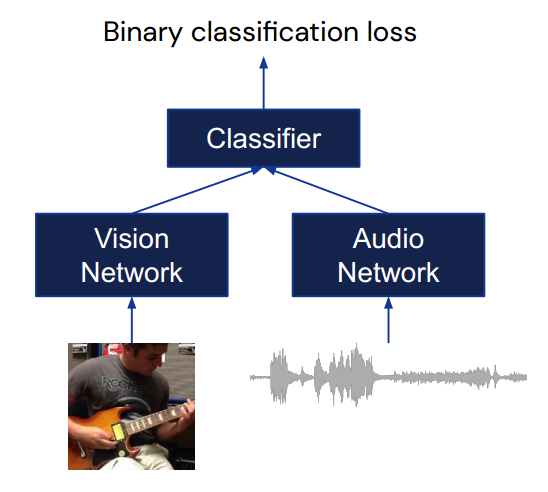 Binary classification loss
Classifier
Vision
Network
Audio
Network